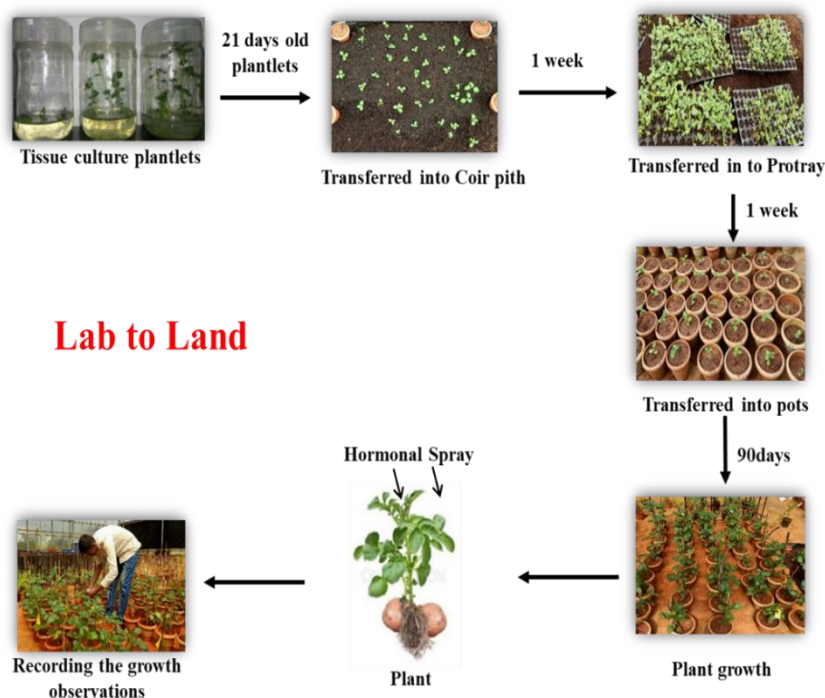 21 days old
plantlets
1 week
Tissue culture plantlets
Transferred into Coir pith
Transferred in to Protray
1 week
Lab to Land
Transferred into pots
90days
Hormonal Spray
Recording the growth
observations
Plant
Plant growth